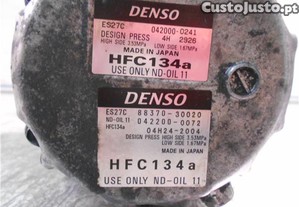 CustoJusto.pt
DENSO
ES27C 042000-0241
DESIGN PRESS 4H 2926
HIGH SIDE 3.53MPa LOW SIDE 1.67MPa
MADE IN JAPAN
HFC134a
USE ONLY ND-OIL 11
DENSO
ES27C 88370-30020
ND-OIL 11 042200-0072
HFC134a 04H24-2004
DESIGN PRESS HIGH SIDE 3.53MPa
LOW SIDE 1.67MPa
MADE IN JAPAN
HFC134a
USE ONLY ND-OIL 11